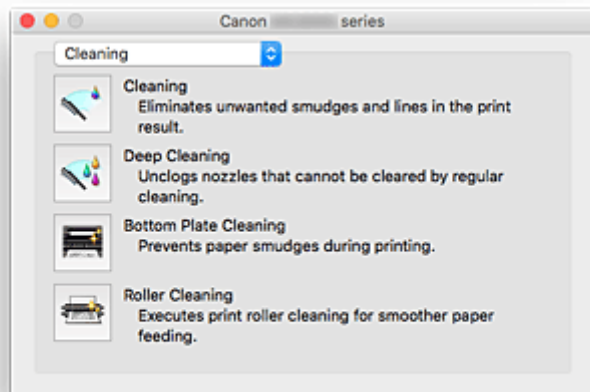 Canon series
Cleaning
Cleaning
Eliminates unwanted smudges and lines in the print
result.
Deep Cleaning
Unclogs nozzles that cannot be cleared by regular
cleaning.
Bottom Plate Cleaning
Prevents paper smudges during printing.
Roller Cleaning
Executes print roller cleaning for smoother paper
feeding.